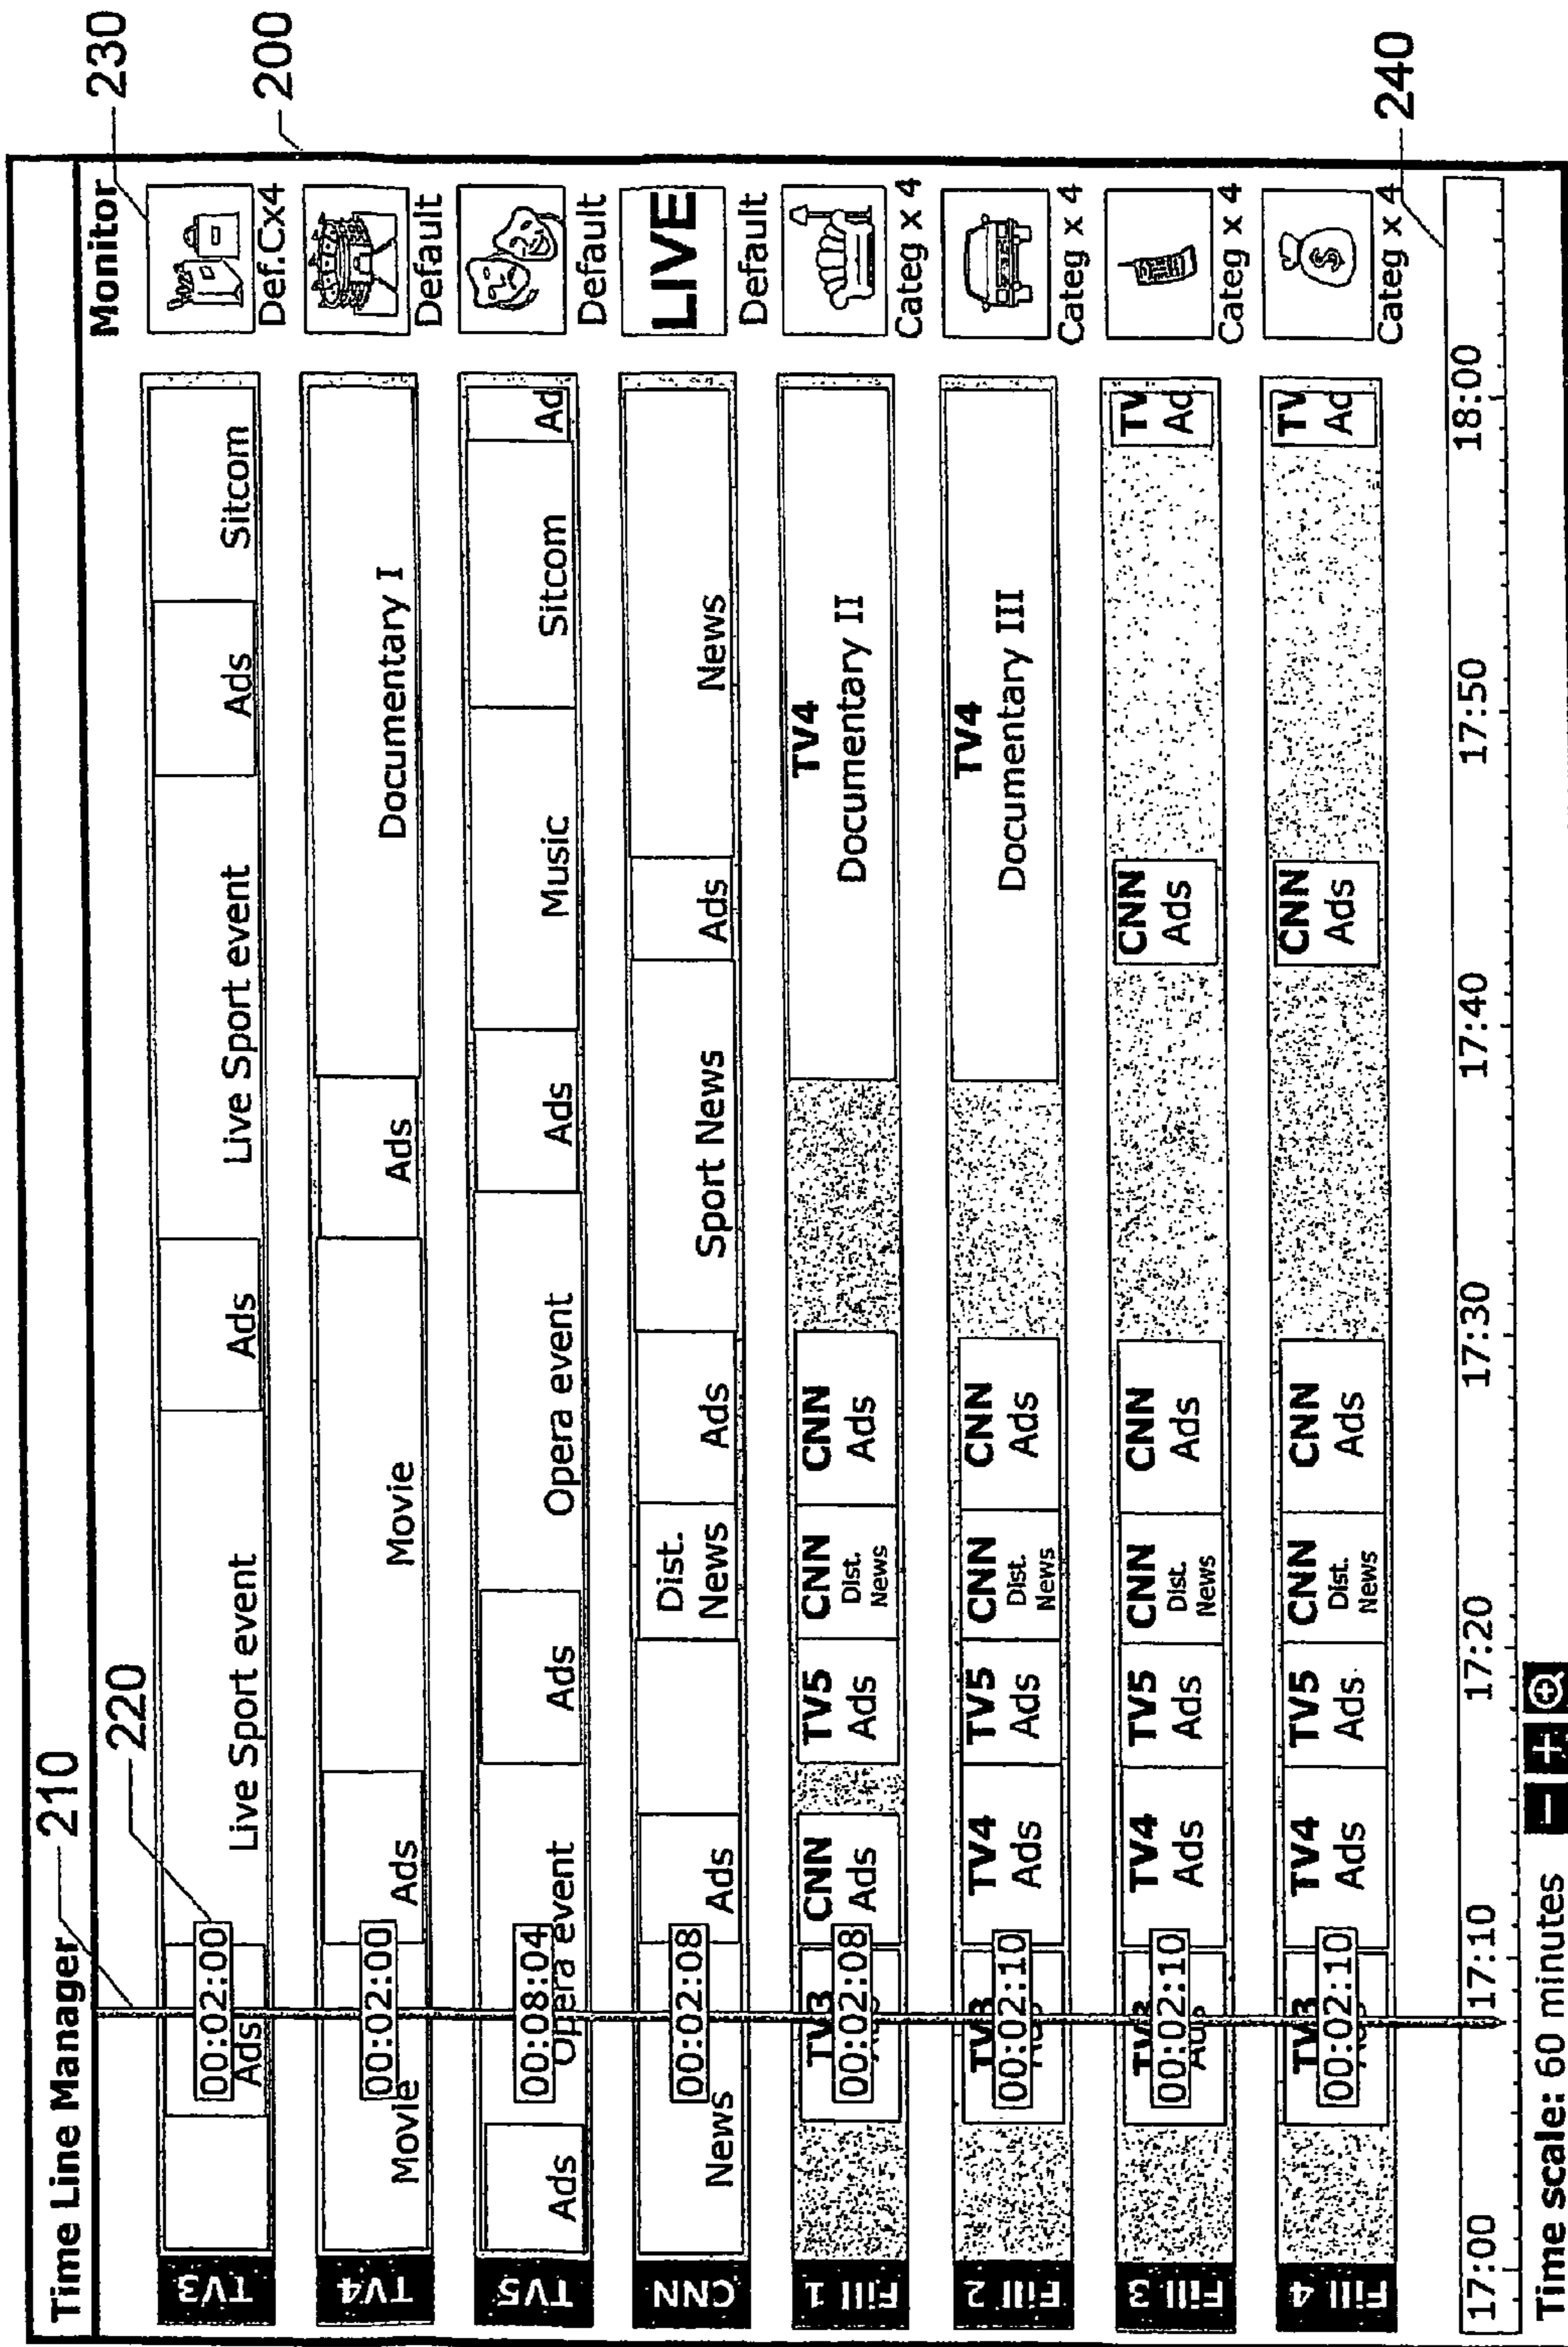 Time Line Manager
210
220
230
200
240
Monitor
TV3
Ads
00:02:00
Live Sport event
Ads
Live Sport event
Ads
Sitcom
Def.Cx4
TV4
Movie
00:02:00
Ads
Movie
Ads
Documentary I
Default
TV5
Ads
00:08:04
Opera event
Ads
Opera event
Ads
Music
Sitcom
Ad
Default
CNN
News
00:02:08
Ads
Dist.
News
Ads
Sport News
Ads
News
LIVE
Default
Fill 1
TV3
00:02:08
CNN
Ads
TV5
Ads
CNN
Dist.
News
CNN
Ads
TV4
Documentary II
Categ x 4
Fill 2
TV3
00:02:10
TV4
Ads
TV5
Ads
CNN
Dist.
News
CNN
Ads
TV4
Documentary III
Categ x 4
Fill 3
TV3
00:02:10
TV4
Ads
TV5
Ads
CNN
Dist.
News
CNN
Ads
CNN
Ads
TV
Ad
Categ x 4
Fill 4
TV3
00:02:10
TV4
Ads
TV5
Ads
CNN
Dist.
News
CNN
Ads
CNN
Ads
TV
Ad
Categ x 4
17:00 17:10 17:20 17:30 17:40 17:50 18:00
Time scale: 60 minutes